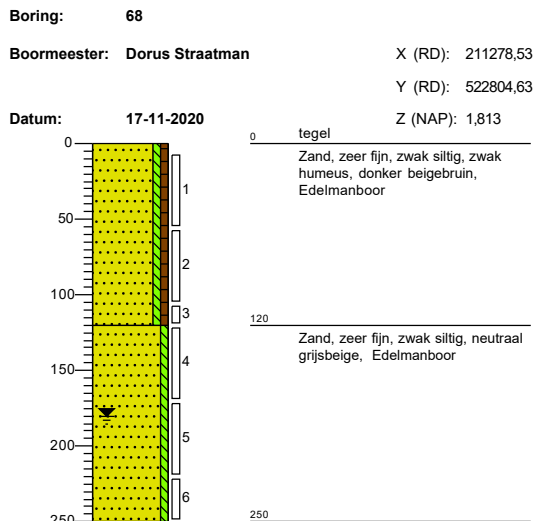 Boring: 68
Boormeester: Dorus Straatman
X (RD): 211278,53
Y (RD): 522804,63
Datum: 17-11-2020
Z (NAP): 1,813
0
0
tegel
Zand, zeer fijn, zwak siltig, zwak
humeus, donker beigebruin,
Edelmanboor
1
50
2
100
3
120
Zand, zeer fijn, zwak siltig, neutraal
grijsbeige, Edelmanboor
4
150
5
200
6
250
250